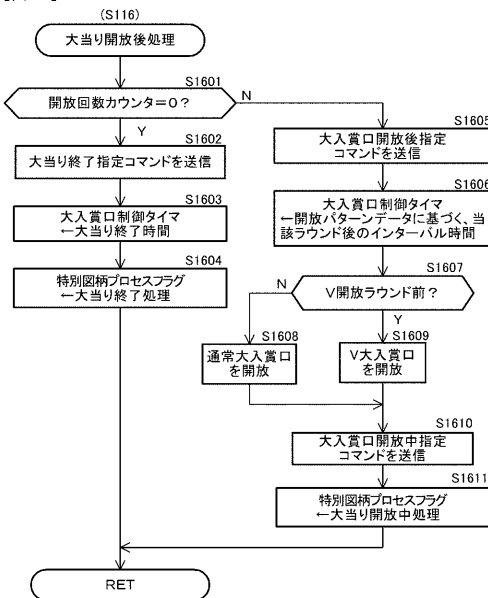 (S116)
大当り開放後処理
S1601
開放回数カウンタ=0?
N
Y
S1602
大当り終了指定コマンドを送信
S1603
大入賞口制御タイマ
←大当り終了時間
S1604
特別図柄プロセスフラグ
←大当り終了処理
S1605
大入賞口開放後指定
コマンドを送信
S1606
大入賞口制御タイマ
←開放パターンデータに基づく、当
該ラウンド後のインターバル時間
S1607
V開放ラウンド前?
N
Y
S1608
通常大入賞口
を開放
S1609
V大入賞口
を開放
S1610
大入賞口開放中指定
コマンドを送信
S1611
特別図柄プロセスフラグ
←大当り開放中処理
RET